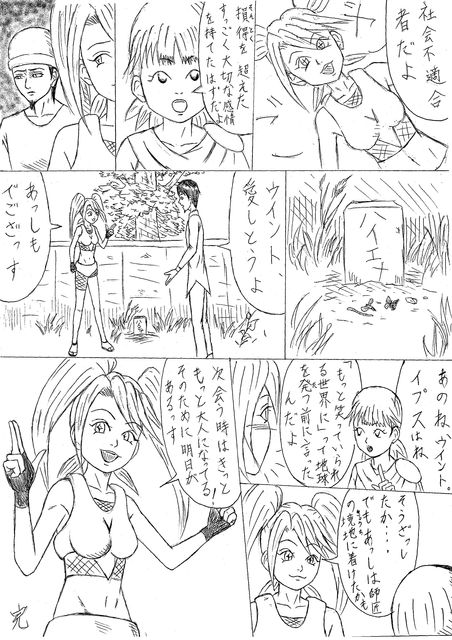 社会不適合
者だよ
損得を超えた
すっごく大切な感情
を持てたはずだよ
ハイエナ
ウイント、
愛しとうよ
あっしも
でござっす
あのね、ウイント。
イプスはね
「もっと笑っていられ
る世界に」って地球
を発つ前にそう
んだよ
そうざっし
たか・・・
でもあっしは師匠
の境地に着けたかえ
次会う時はきっと
もっと大人になってる!
そのために明日が
あるっす
完